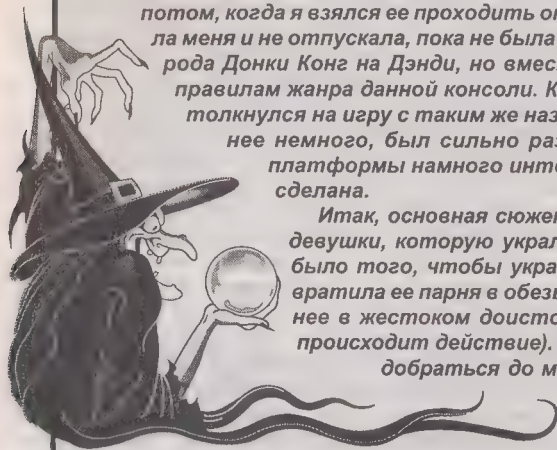 потом, когда я взялся ее проходить ок
ла меня и не отпускала, пока не была
рода Донки Конг на Дэнди, но вмес
правилам жанра данной консоли. К
толкнулся на игру с таким же наз
нее немного, был сильно раз
платформы намного инте
сделана.
Итак, основная сюже
девушки, которую украл
было того, чтобы укра
вратила ее парня в обезь
нее в жестоком доисто
происходит действие).
добраться до м